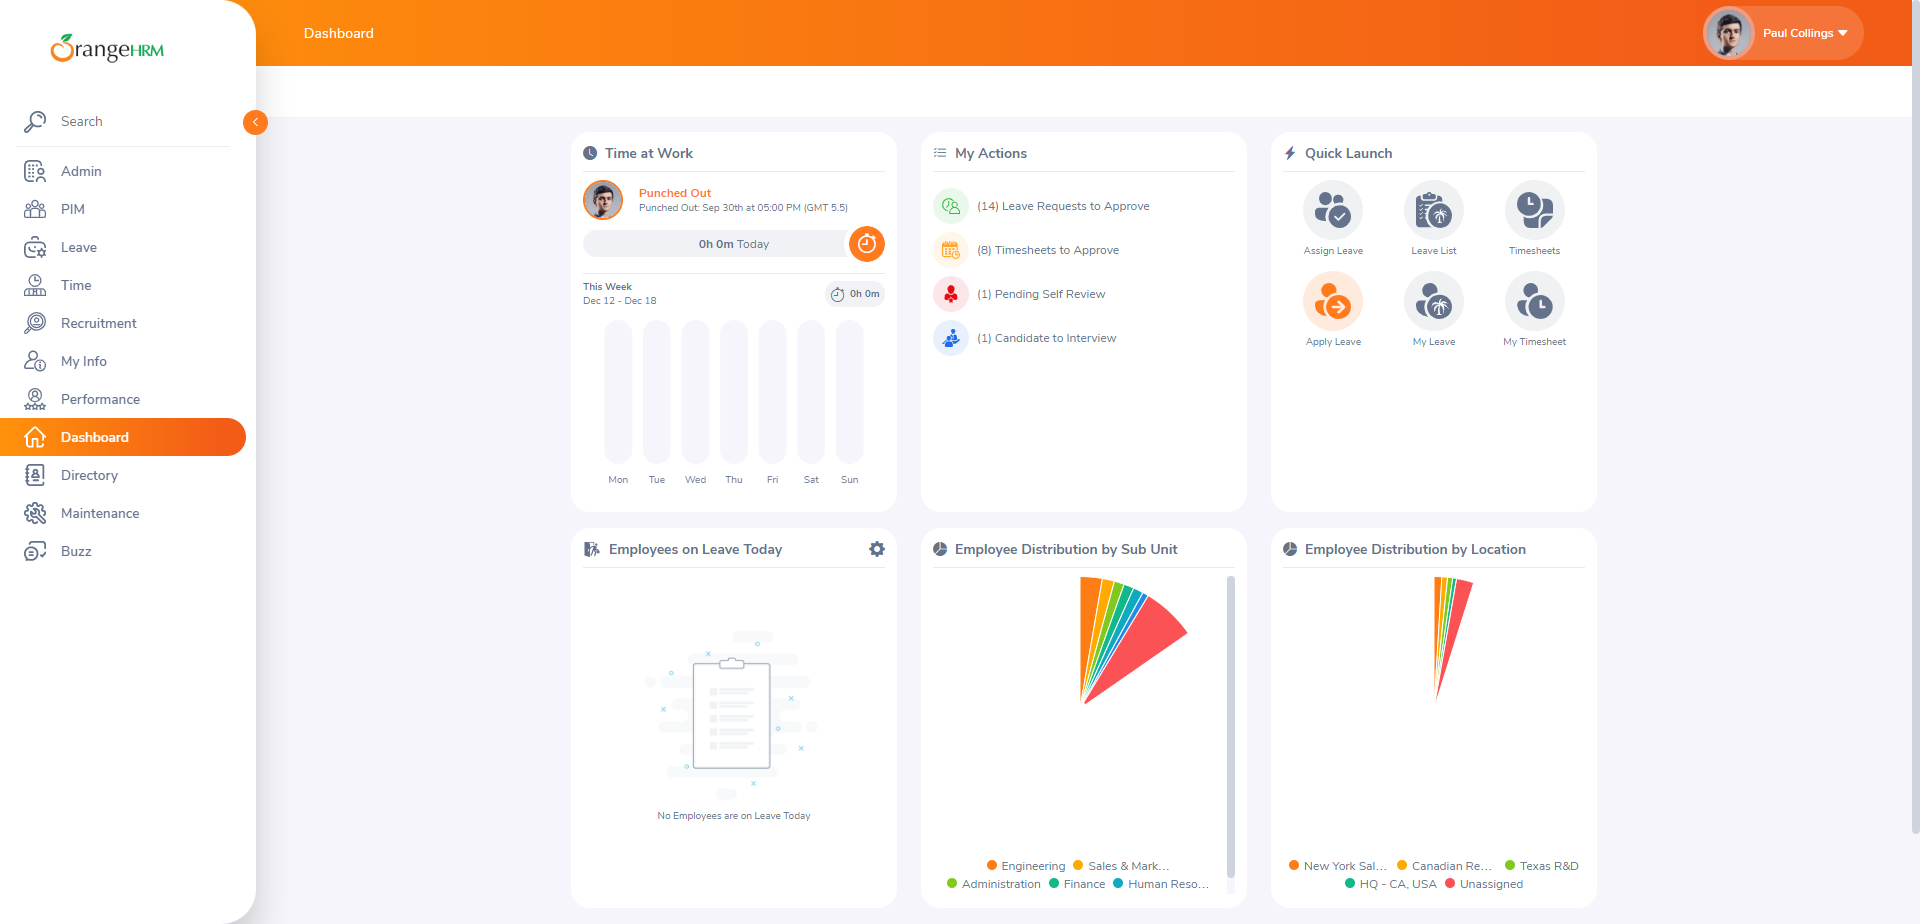 Dashboard
Paul Collings
OrangeHRM
Search
Admin
PIM
Leave
Time
Recruitment
My Info
Performance
Dashboard
Directory
Maintenance
Buzz
Time at Work
Punched Out
Punched Out: Sep 30th at 05:00 PM (GMT 5.5)
0h 0m Today
This Week
Dec 12 - Dec 18
0h 0m
Mon Tue Wed Thu Fri Sat Sun
My Actions
(14) Leave Requests to Approve
(8) Timesheets to Approve
(1) Pending Self Review
(1) Candidate to Interview
Quick Launch
Assign Leave Leave List Timesheets
Apply Leave My Leave My Timesheet
Employees on Leave Today
No Employees are on Leave Today
Employee Distribution by Sub Unit
Engineering Sales & Mark...
Administration Finance Human Reso...
Employee Distribution by Location
New York Sal... Canadian Re... Texas R&D
HQ - CA, USA Unassigned